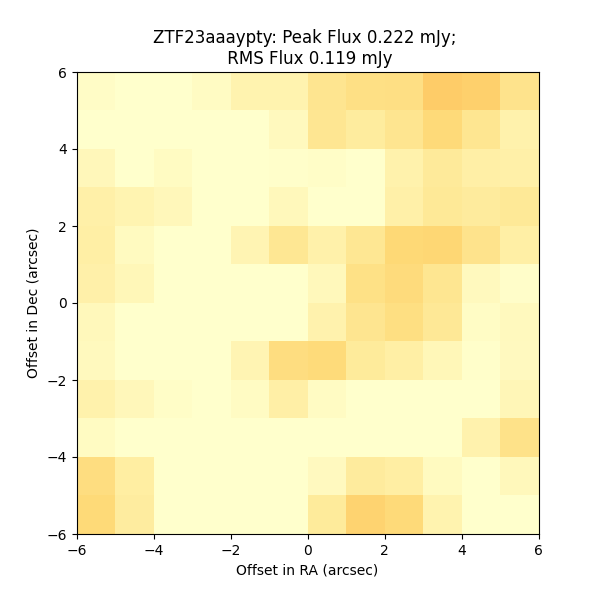 ZTF23aaaypty: Peak Flux 0.222 mJy;
RMS Flux 0.119 mJy
6
4
2
0
−2
−4
−6
Offset in Dec (arcsec)
−6 −4 −2 0 2 4 6
Offset in RA (arcsec)